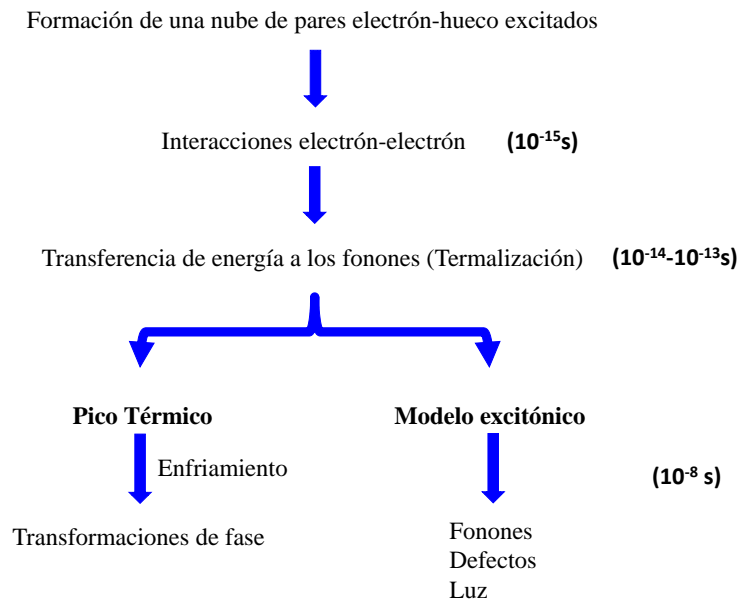 Formación de una nube de pares electrón-hueco excitados
Interacciones electrón-electrón (10⁻¹⁵s)
Transferencia de energía a los fonones (Termalización) (10⁻¹⁴-10⁻¹³s)
Pico Térmico Modelo excitónico
Enfriamiento (10⁻⁸ s)
Transformaciones de fase
Fonones
Defectos
Luz